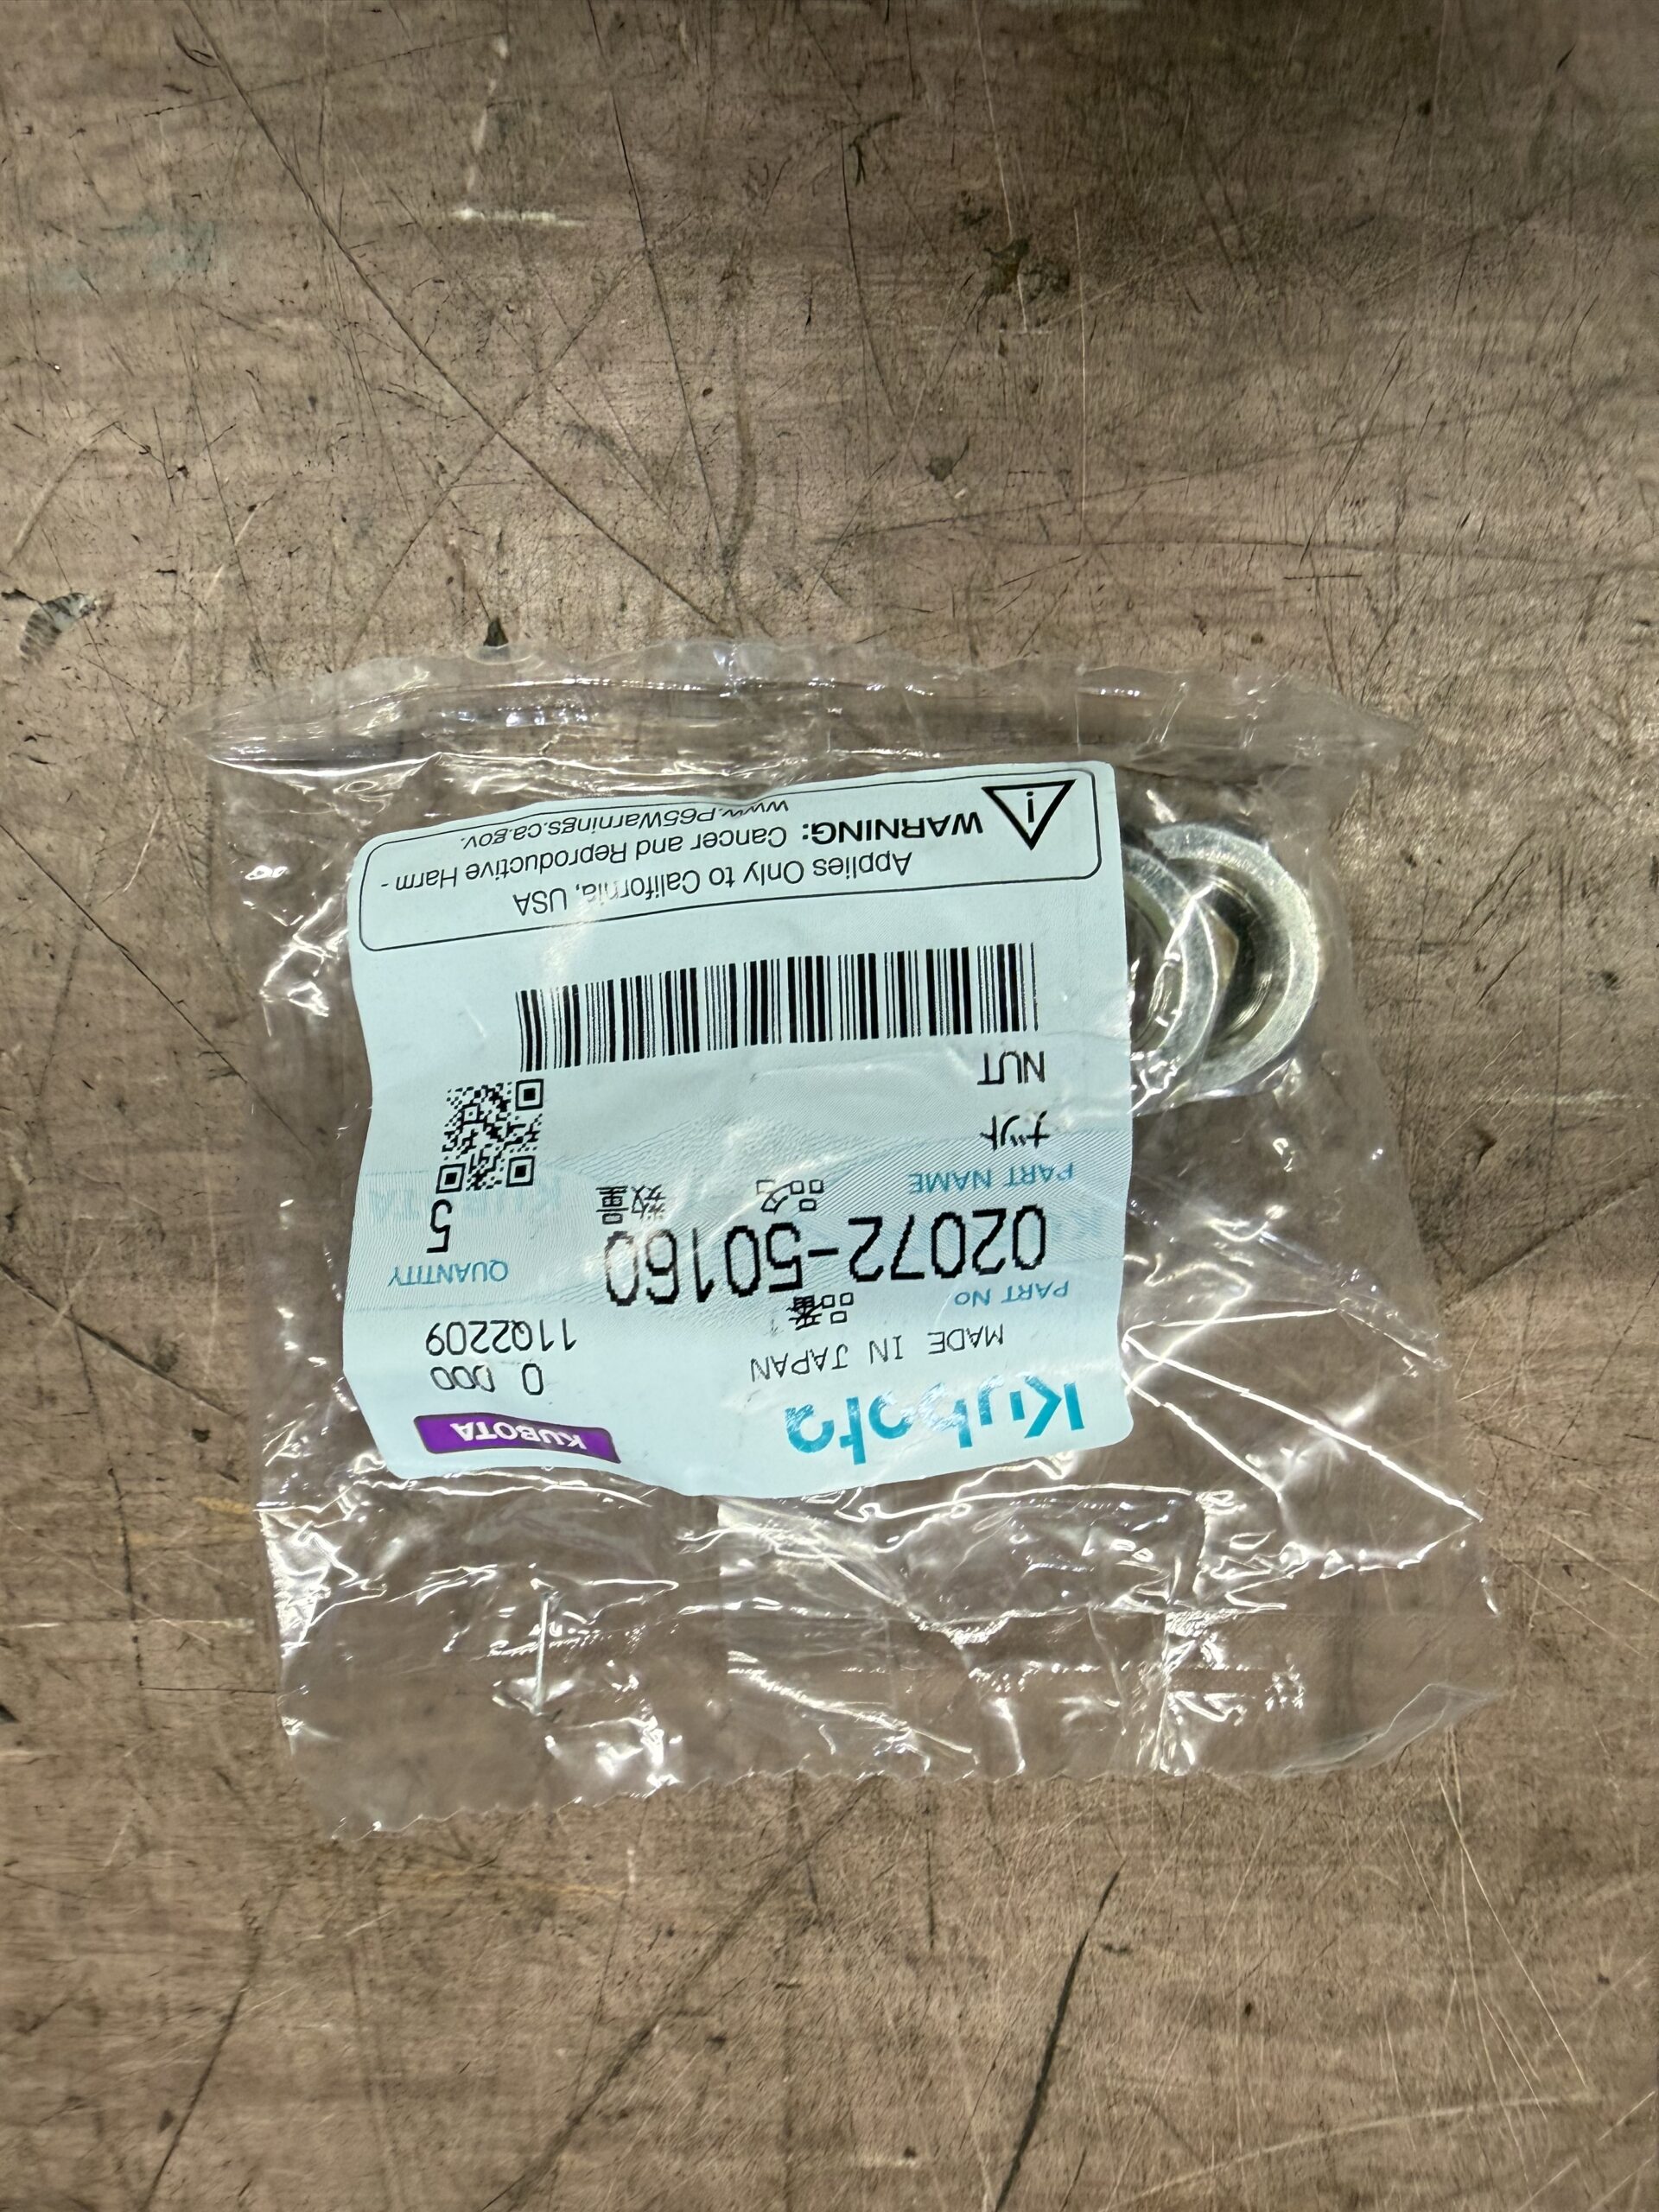 Kubota
KUBOTA
MADE IN JAPAN
0 000
11Q2209
PART No 品番
QUANTITY
02072-50160
5
PART NAME 品名 数量
ナット
NUT
Applies Only to California, USA
WARNING: Cancer and Reproductive Harm -
www.P65Warnings.ca.gov.